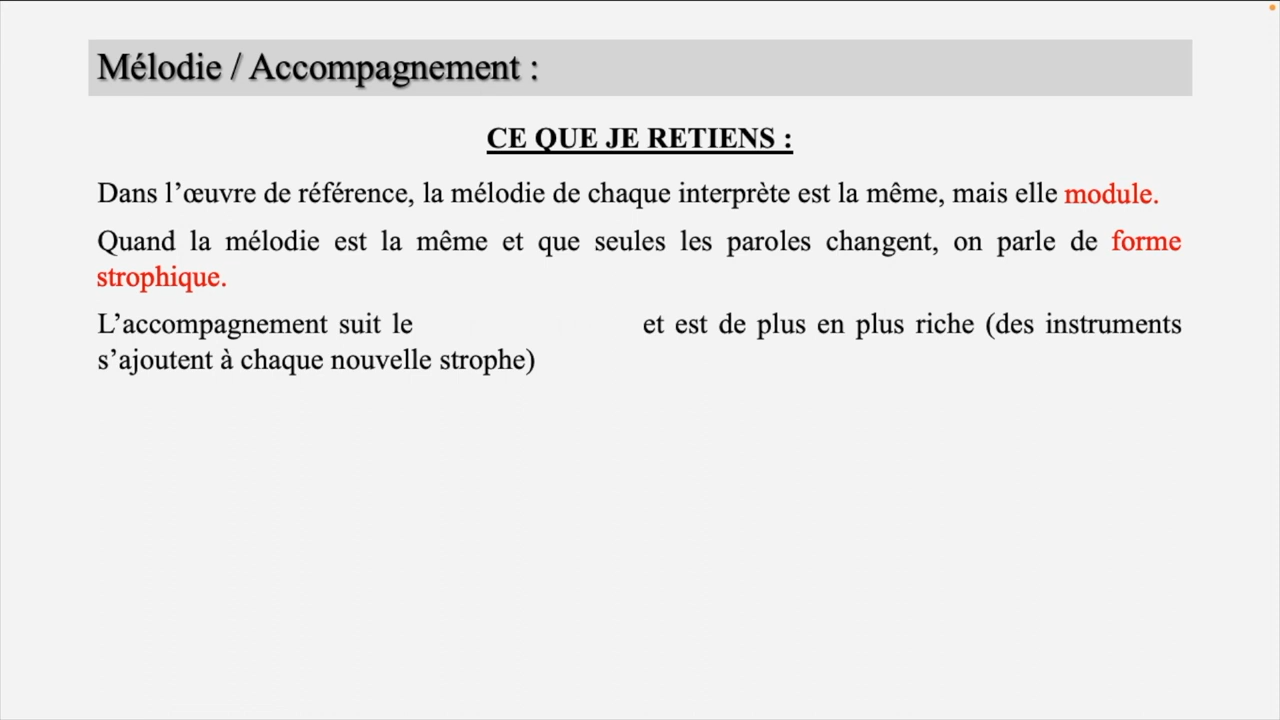 Mélodie / Accompagnement :
CE QUE JE RETIENS :
Dans l’œuvre de référence, la mélodie de chaque interprète est la même, mais elle module.
Quand la mélodie est la même et que seules les paroles changent, on parle de forme
strophique.
L’accompagnement suit le et est de plus en plus riche (des instruments
s’ajoutent à chaque nouvelle strophe)